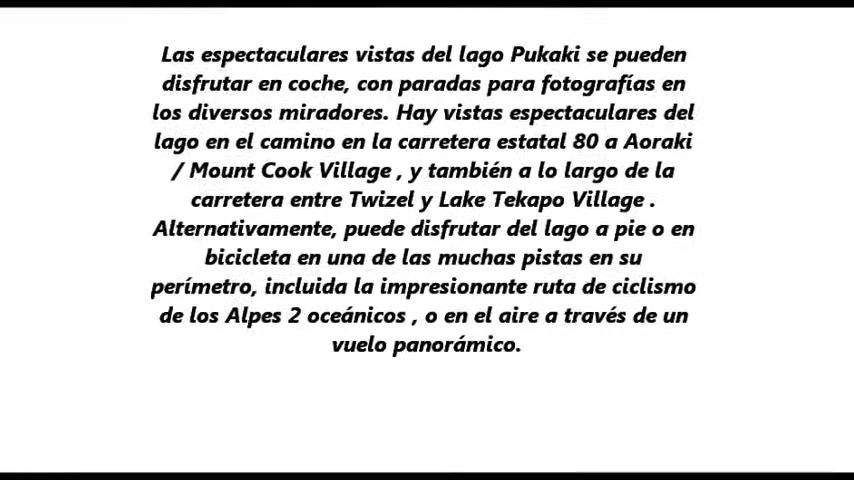 Las espectaculares vistas del lago Pukaki se pueden
disfrutar en coche, con paradas para fotografías en
los diversos miradores. Hay vistas espectaculares del
lago en el camino en la carretera estatal 80 a Aoraki
/ Mount Cook Village , y también a lo largo de la
carretera entre Twizel y Lake Tekapo Village .
Alternativamente, puede disfrutar del lago a pie o en
bicicleta en una de las muchas pistas en su
perímetro, incluida la impresionante ruta de ciclismo
de los Alpes 2 oceánicos , o en el aire a través de un
vuelo panorámico.